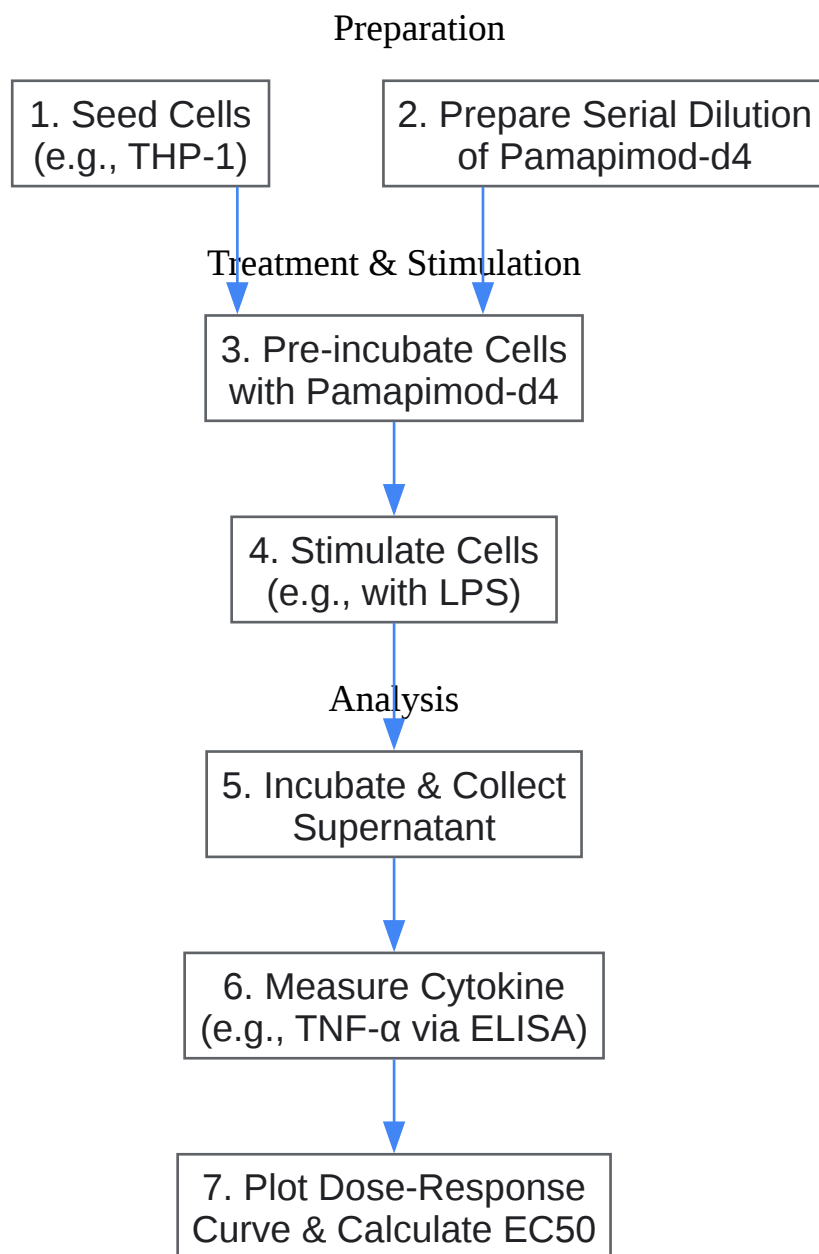 Preparation
1. Seed Cells
(e.g., THP-1)
2. Prepare Serial Dilution
of Pamapimod-d4
Treatment & Stimulation
3. Pre-incubate Cells
with Pamapimod-d4
4. Stimulate Cells
(e.g., with LPS)
Analysis
5. Incubate & Collect
Supernatant
6. Measure Cytokine
(e.g., TNF-α via ELISA)
7. Plot Dose-Response
Curve & Calculate EC50